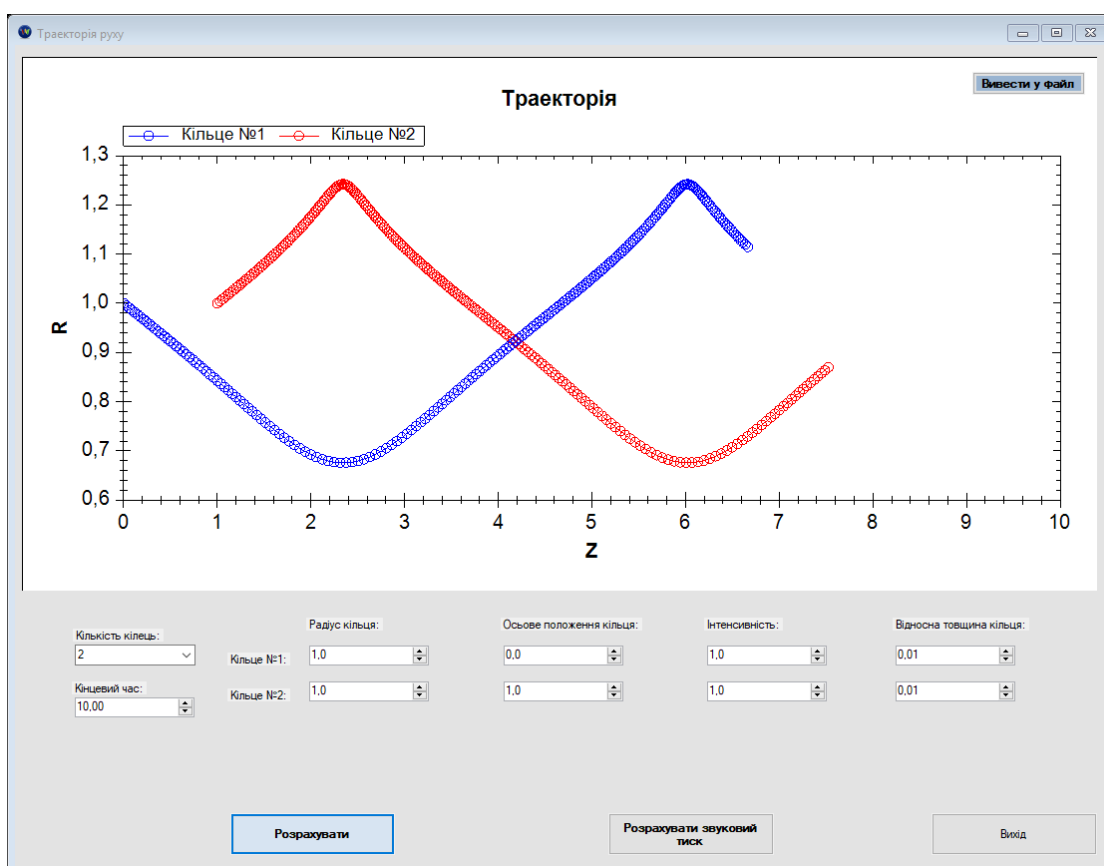 Траекторія руху
Вивести у файл
Траекторія
Кільце №1 Кільце №2
1,3
1,2
1,1
1,0
0,9
0,8
0,7
0,6
R
0 1 2 3 4 5 6 7 8 9 10
Z
Кількість кілець:
2
Кінцевий час:
10,00
Радіус кільця: Осьове положення кільця: Інтенсивність: Відносна товщина кільця:
Кільце №1: 1,0 0,0 1,0 0,01
Кільце №2: 1,0 1,0 1,0 0,01
Розрахувати
Розрахувати звуковий
тиск
Вихід